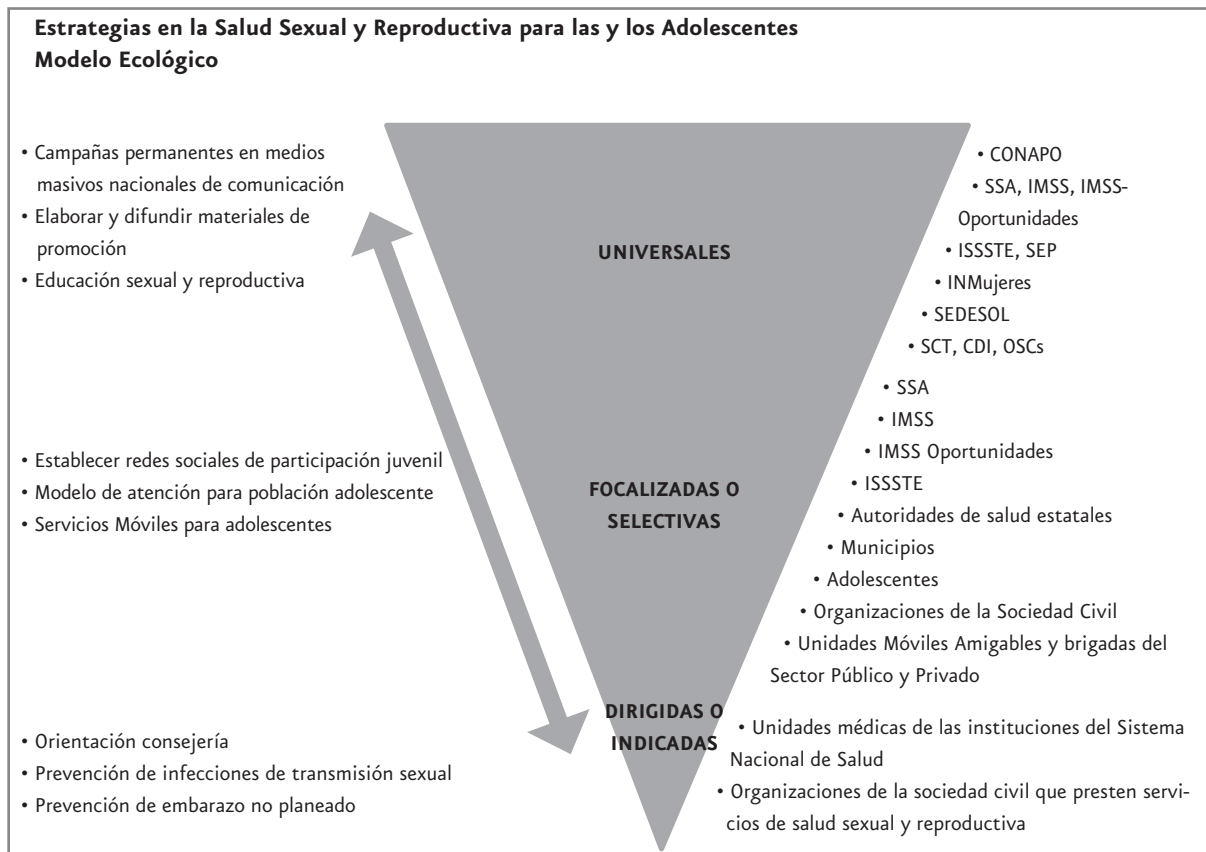 Estrategias en la Salud Sexual y Reproductiva para las y los Adolescentes
Modelo Ecológico
• Campañas permanentes en medios
masivos nacionales de comunicación
• Elaborar y difundir materiales de
promoción
• Educación sexual y reproductiva
UNIVERSALES
• CONAPO
• SSA, IMSS, IMSS-
Oportunidades
• ISSSTE, SEP
• INMujeres
• SEDESOL
• SCT, CDI, OSCs
• Establecer redes sociales de participación juvenil
• Modelo de atención para población adolescente
• Servicios Móviles para adolescentes
FOCALIZADAS O
SELECTIVAS
• SSA
• IMSS
• IMSS Oportunidades
• ISSSTE
• Autoridades de salud estatales
• Municipios
• Adolescentes
• Organizaciones de la Sociedad Civil
• Unidades Móviles Amigables y brigadas del
Sector Público y Privado
• Orientación consejería
• Prevención de infecciones de transmisión sexual
• Prevención de embarazo no planeado
DIRIGIDAS O
INDICADAS
• Unidades médicas de las instituciones del Sistema
Nacional de Salud
• Organizaciones de la sociedad civil que presten servi-
cios de salud sexual y reproductiva